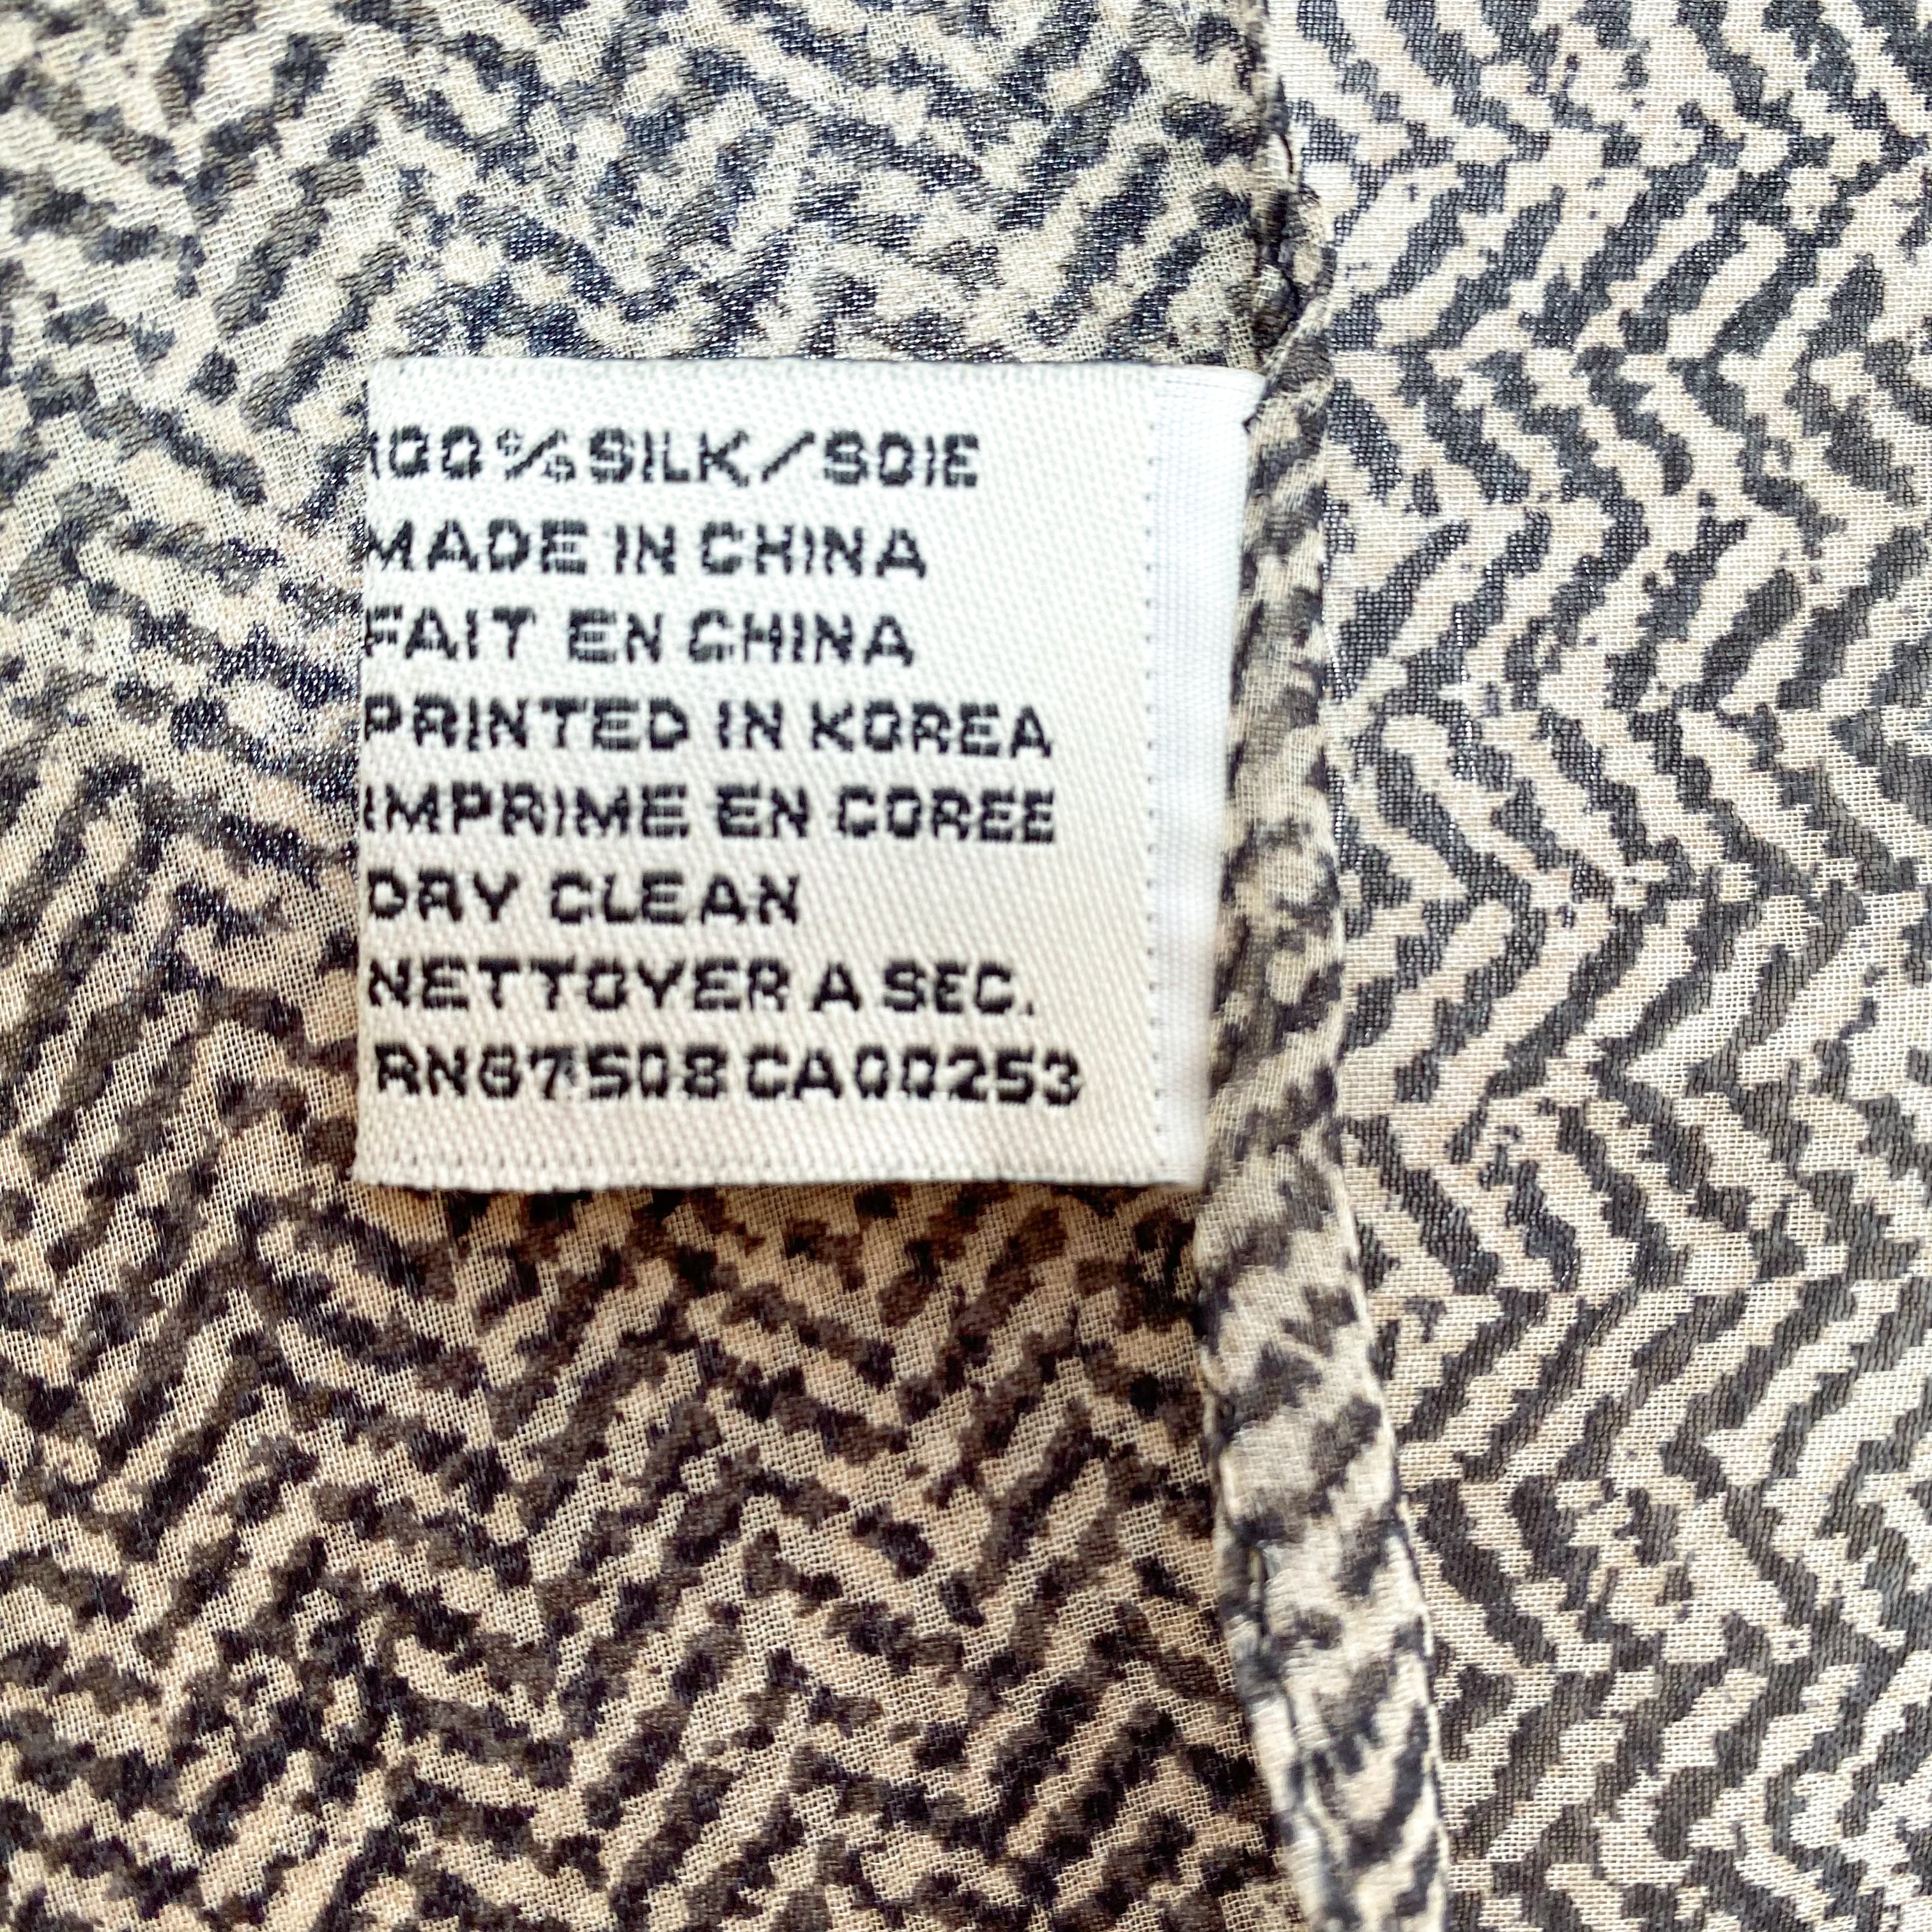 100% SILK/SOIE
MADE IN CHINA
FAIT EN CHINA
PRINTED IN KOREA
IMPRIME EN COREE
DRY CLEAN
NETTOYER A SEC.
RN67508 CA00253